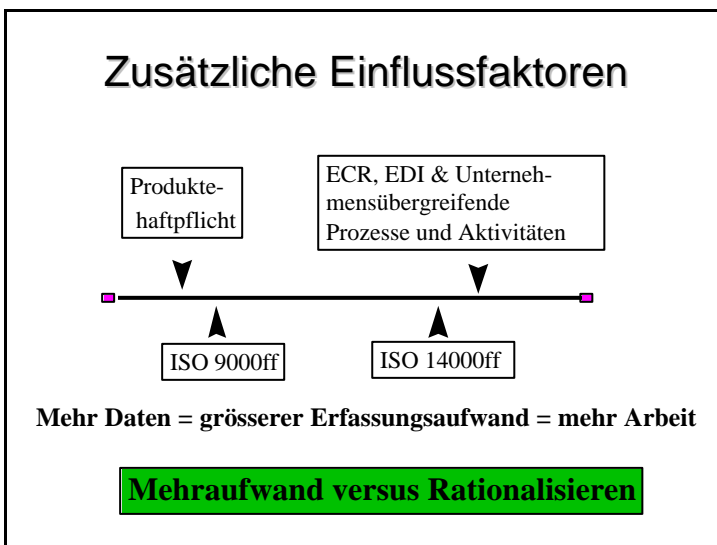 Zusätzliche Einflussfaktoren
Produkte-
haftpflicht
ECR, EDI & Unterneh-
mensübergreifende
Prozesse und Aktivitäten
ISO 9000ff
ISO 14000ff
Mehr Daten = grösserer Erfassungsaufwand = mehr Arbeit
Mehraufwand versus Rationalisieren